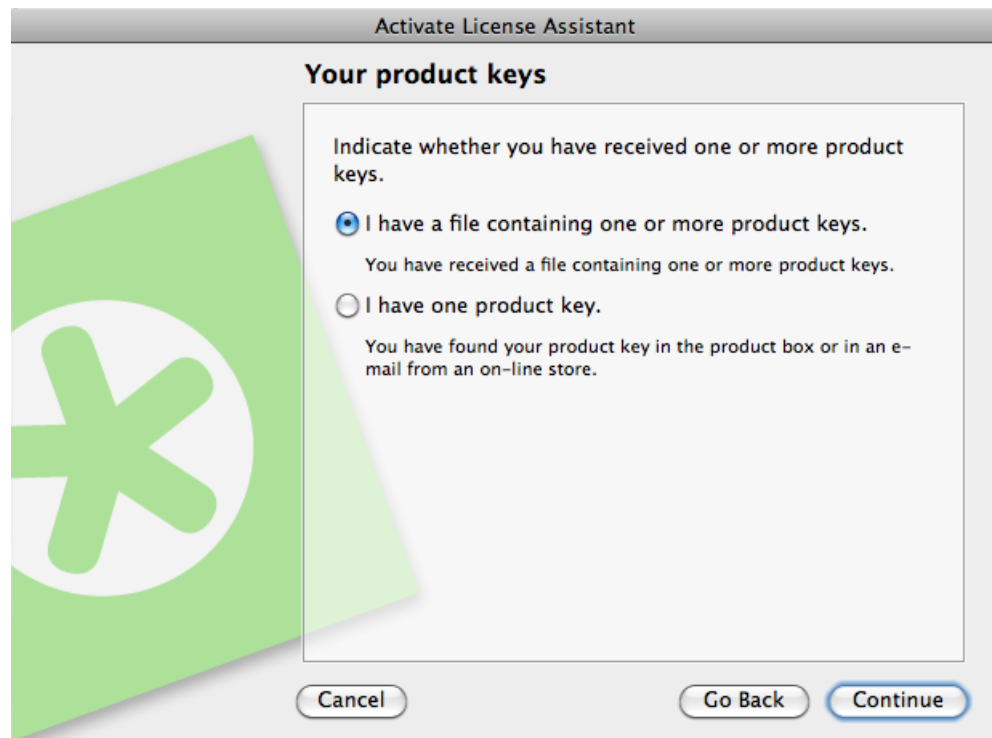 Activate License Assistant
Your product keys
Indicate whether you have received one or more product
keys.
I have a file containing one or more product keys.
You have received a file containing one or more product keys.
I have one product key.
You have found your product key in the product box or in an e-
mail from an on-line store.
Cancel
Go Back
Continue